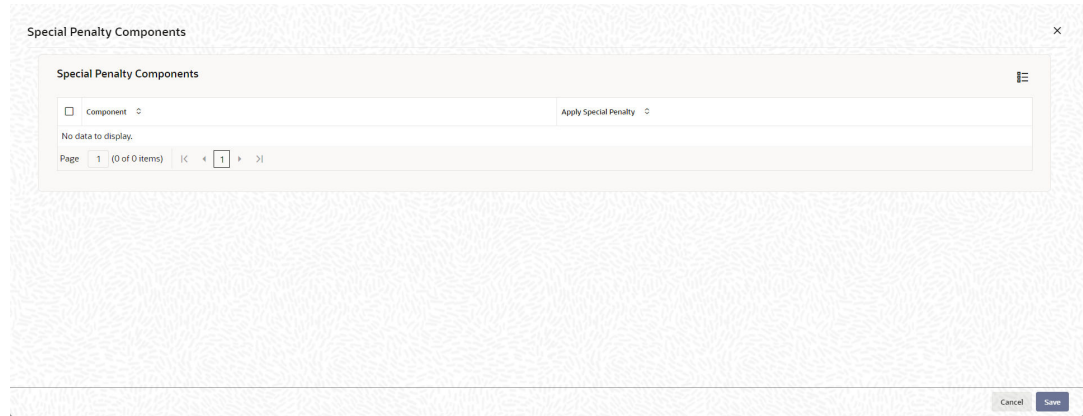 Special Penalty Components
Special Penalty Components
Component Apply Special Penalty
No data to display.
Page 1 (0 of 0 items) 1
Cancel Save